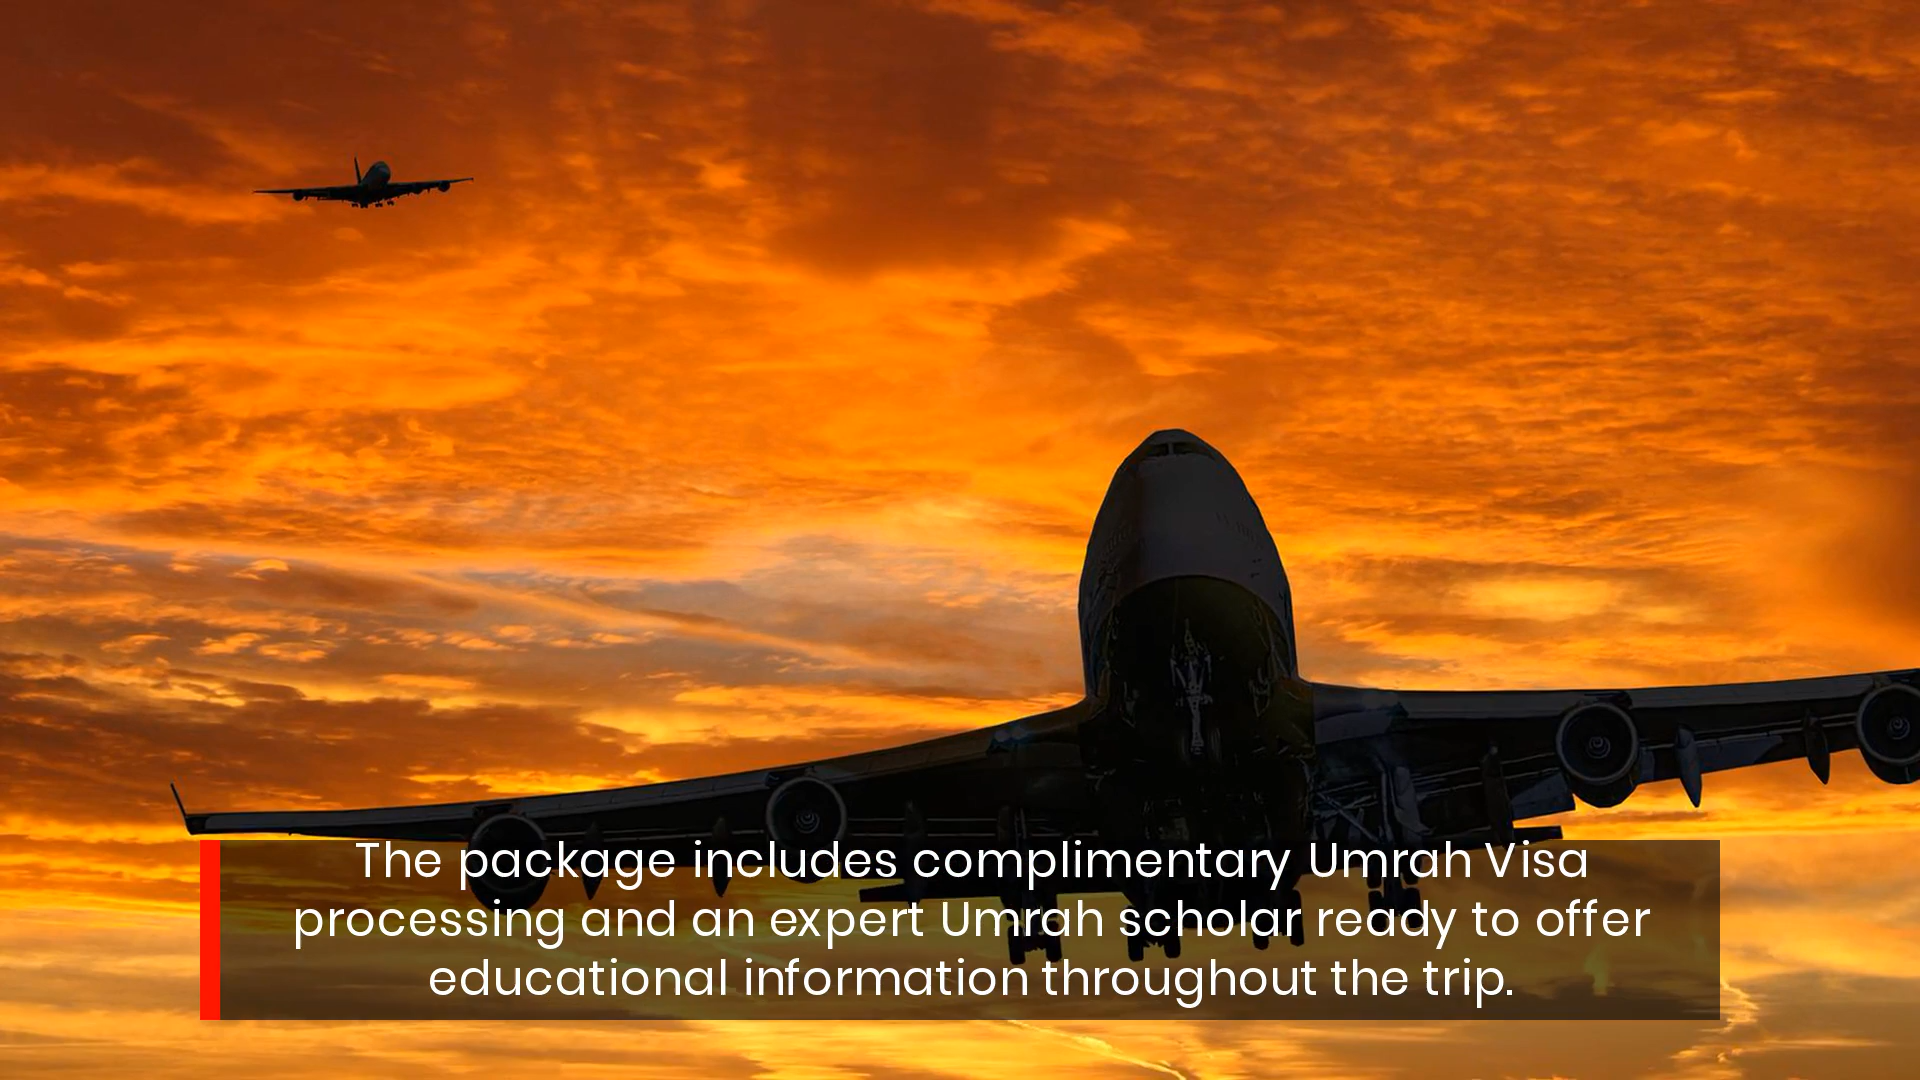 The package includes complimentary Umrah Visa
processing and an expert Umrah scholar ready to offer
educational information throughout the trip.